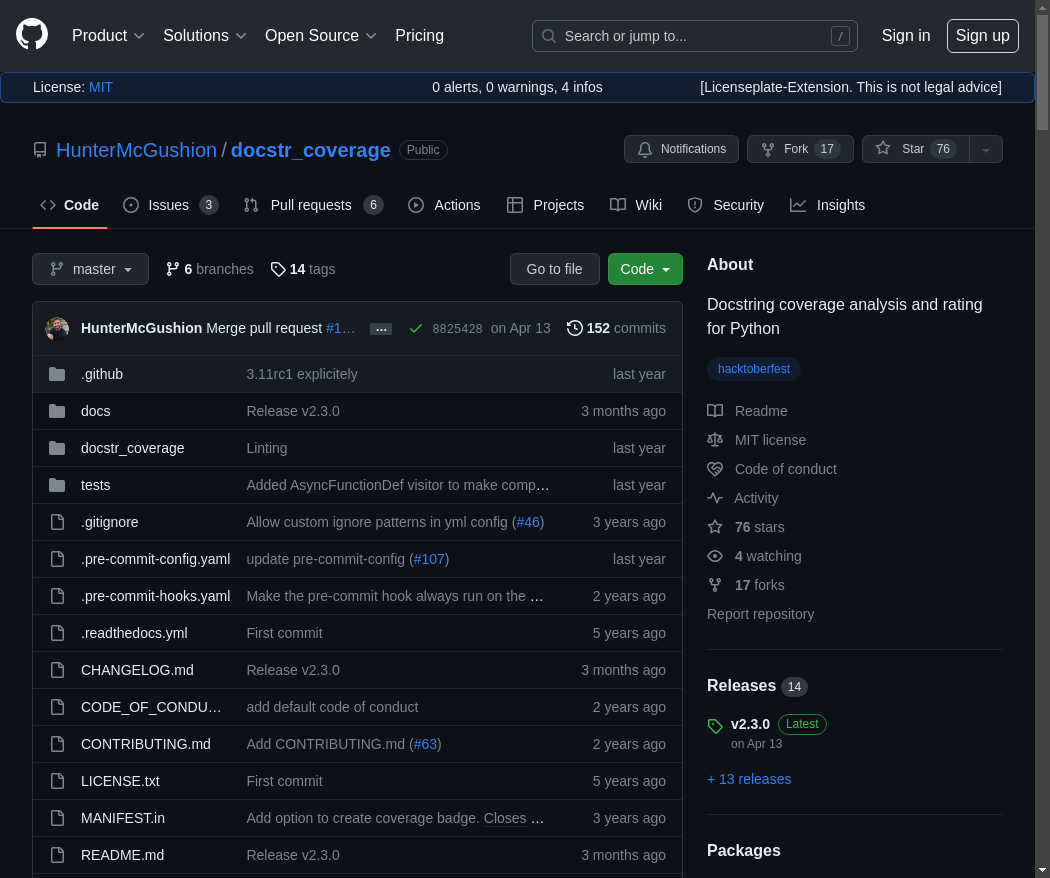 Product Solutions Open Source Pricing Search or jump to... / Sign in Sign up
License: MIT 0 alerts, 0 warnings, 4 infos [Licenseplate-Extension. This is not legal advice]
HunterMcGushion / docstr_coverage Public Notifications Fork 17 Star 76
Code Issues 3 Pull requests 6 Actions Projects Wiki Security Insights
master 6 branches 14 tags Go to file Code
HunterMcGushion Merge pull request #1… … 8825428 on Apr 13 152 commits
.github 3.11rc1 explicitely last year
docs Release v2.3.0 3 months ago
docstr_coverage Linting last year
tests Added AsyncFunctionDef visitor to make comp… last year
.gitignore Allow custom ignore patterns in yml config (#46) 3 years ago
.pre-commit-config.yaml update pre-commit-config (#107) last year
.pre-commit-hooks.yaml Make the pre-commit hook always run on the … 2 years ago
.readthedocs.yml First commit 5 years ago
CHANGELOG.md Release v2.3.0 3 months ago
CODE_OF_CONDU… add default code of conduct 2 years ago
CONTRIBUTING.md Add CONTRIBUTING.md (#63) 2 years ago
LICENSE.txt First commit 5 years ago
MANIFEST.in Add option to create coverage badge. Closes … 3 years ago
README.md Release v2.3.0 3 months ago
About
Docstring coverage analysis and rating
for Python
hacktoberfest
Readme
MIT license
Code of conduct
Activity
76 stars
4 watching
17 forks
Report repository
Releases 14
v2.3.0 Latest
on Apr 13
+ 13 releases
Packages